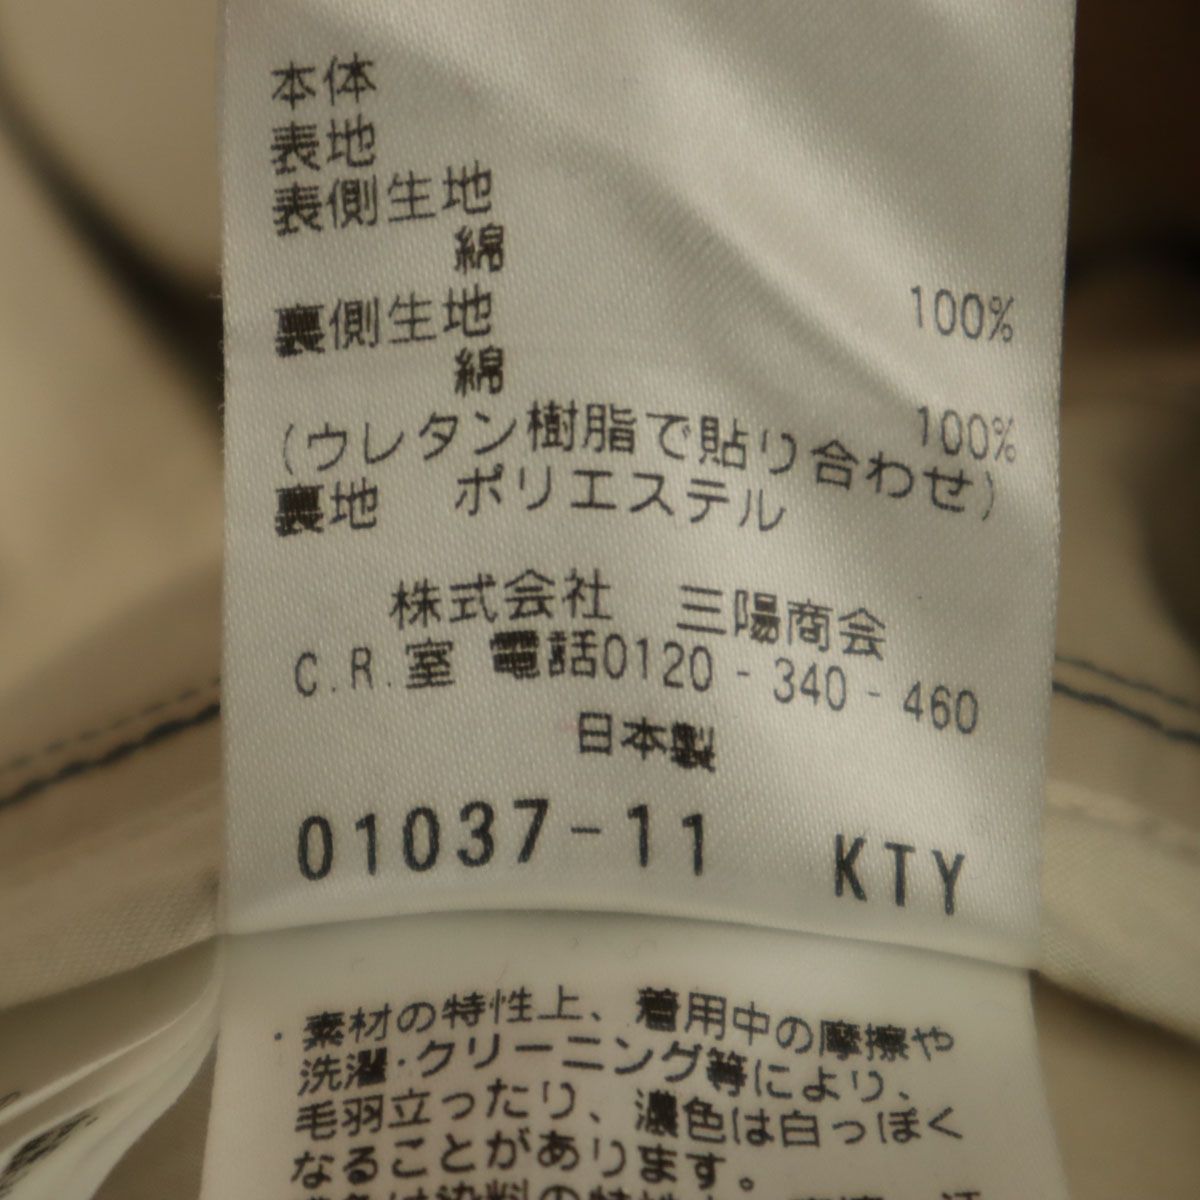 本体
表地
表側生地
綿 100%
裏側生地
綿 100%
(ウレタン樹脂で貼り合わせ)
裏地 ポリエステル
株式会社 三陽商会
C.R.室 電話0120-340-460
日本製
01037-11 KTY
・素材の特性上、着用中の摩擦や
洗濯・クリーニング等により、
毛羽立ったり、濃色は白っぽく
なることがあります。